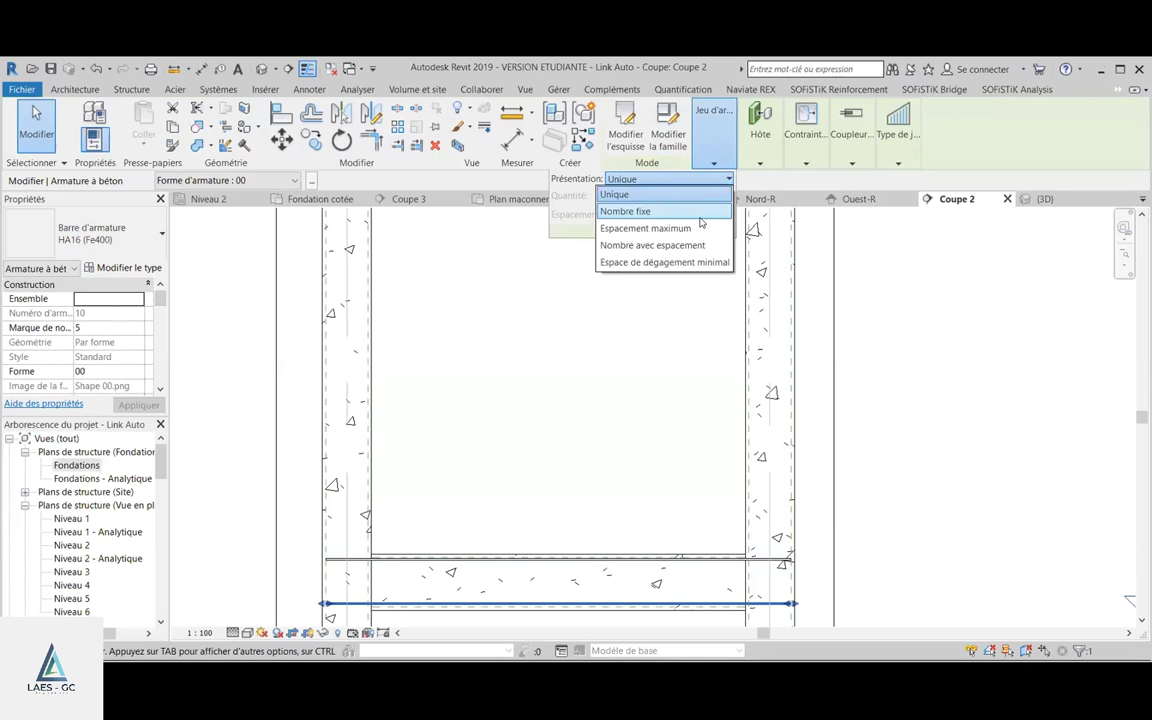 Autodesk Revit 2019 - VERSION ETUDIANTE - Link Auto - Coupe: Coupe 2
Entrez mot-clé ou expression
Se connecter
Fichier Architecture Structure Acier Systèmes Insérer Annoter Analyser Volume et site Collaborer Vue Gérer Compléments Quantification Naviate REX SOFiSTiK Reinforcement SOFiSTiK Bridge SOFiSTiK Analysis
Modifier
Propriétés
Coller
Modifier l'esquisse
Modifier la famille
Jeu d'ar...
Hôte
Contraint...
Coupleur...
Type de j...
Sélectionner Propriétés Presse-papiers Géométrie Modifier Vue Mesurer Créer Mode
Modifier | Armature à béton
Forme d'armature : 00
Présentation: Unique
Quantité:
Espacemen
Unique
Nombre fixe
Espacement maximum
Nombre avec espacement
Espace de dégagement minimal
Propriétés
Niveau 2 Fondation cotée Coupe 3 Plan maconner Nord-R Ouest-R Coupe 2 {3D}
Barre d'armature
HA16 (Fe400)
Armature à bét Modifier le type
Construction
Ensemble
Numéro d'arm... 10
Marque de no... 5
Géométrie Par forme
Style Standard
Forme 00
Image de la f... Shape 00.png
Aide des propriétés Appliquer
Arborescence du projet - Link Auto
Vues (tout)
Plans de structure (Fondation
Fondations
Fondations - Analytique
Plans de structure (Site)
Plans de structure (Vue en pl
Niveau 1
Niveau 1 - Analytique
Niveau 2
Niveau 2 - Analytique
Niveau 3
Niveau 4
Niveau 5
Niveau 6
1 : 100
r. Appuyez sur TAB pour afficher d'autres options, sur CTRL
:0
Modèle de base
:1
LAES - GC